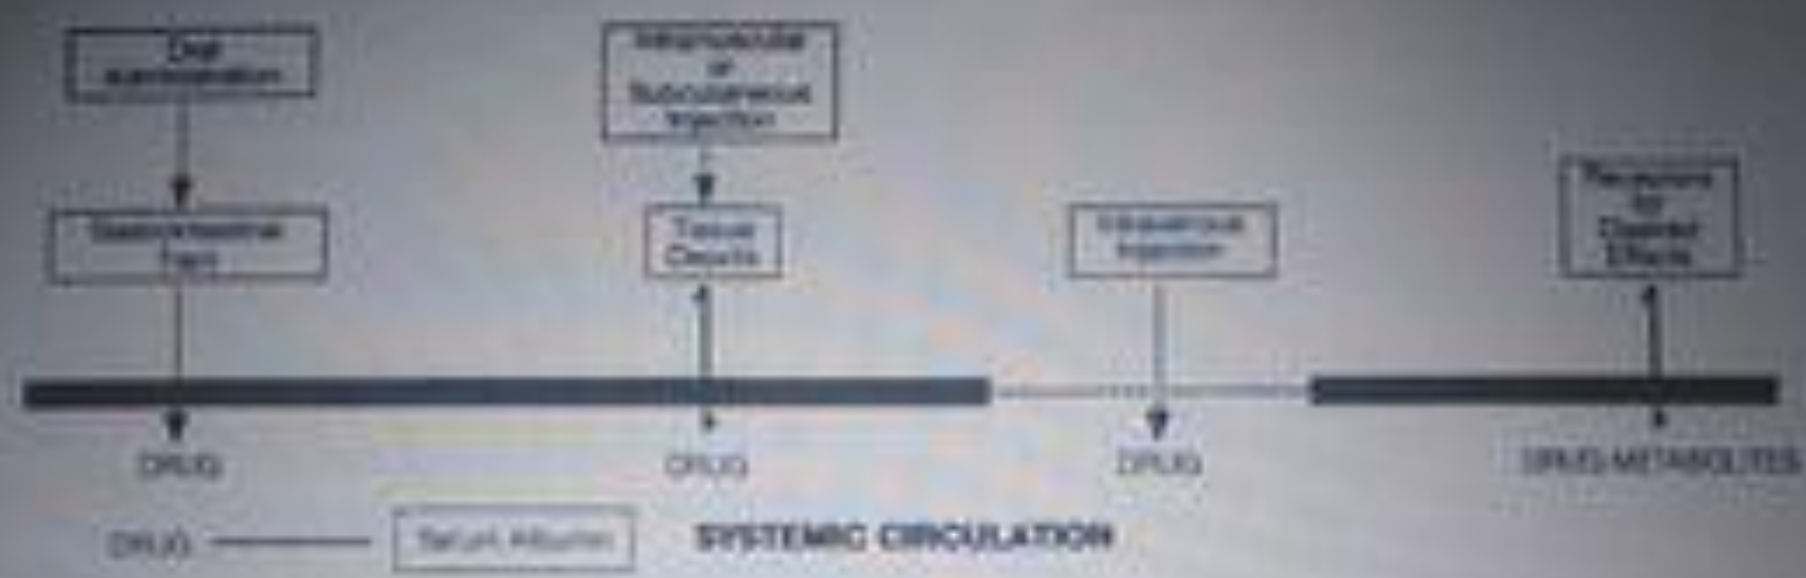 Oral
administration
Intramuscular
or
Subcutaneous
Injection
Receptors
for
Desired
Effects
Gastrointestinal
Tract
Tissue
Depots
Intravenous
Injection
DRUG
DRUG
DRUG
DRUG METABOLITES
DRUG
Serum Albumin
SYSTEMIC CIRCULATION